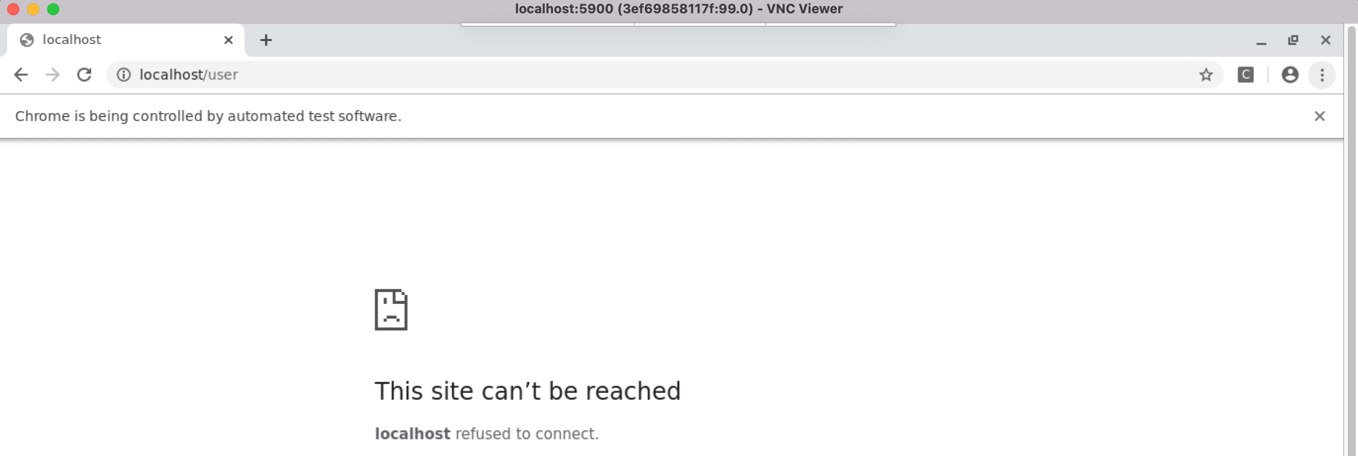 localhost:5900 (3ef69858117f:99.0) - VNC Viewer
localhost
localhost/user
C
Chrome is being controlled by automated test software.
This site can’t be reached
localhost refused to connect.